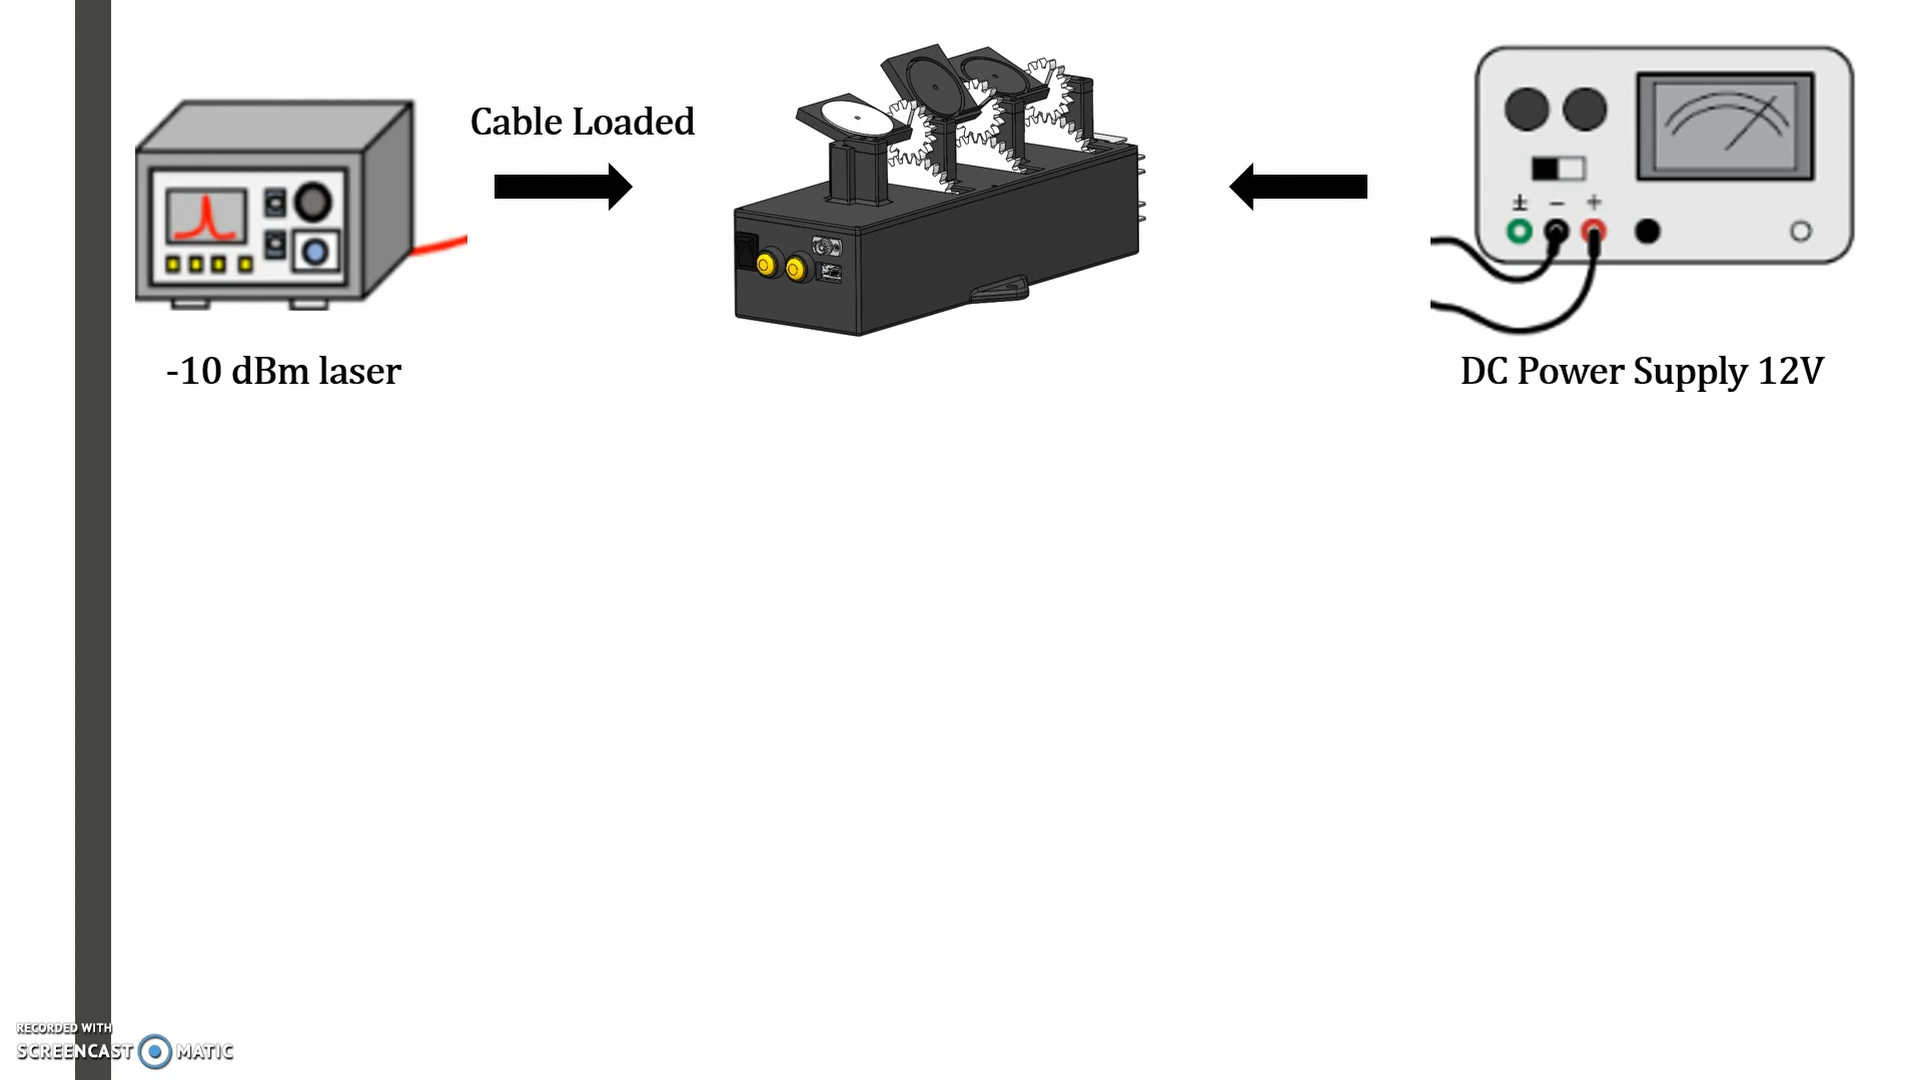 Cable Loaded
± − +
-10 dBm laser
DC Power Supply 12V
RECORDED WITH
SCREENCAST MATIC